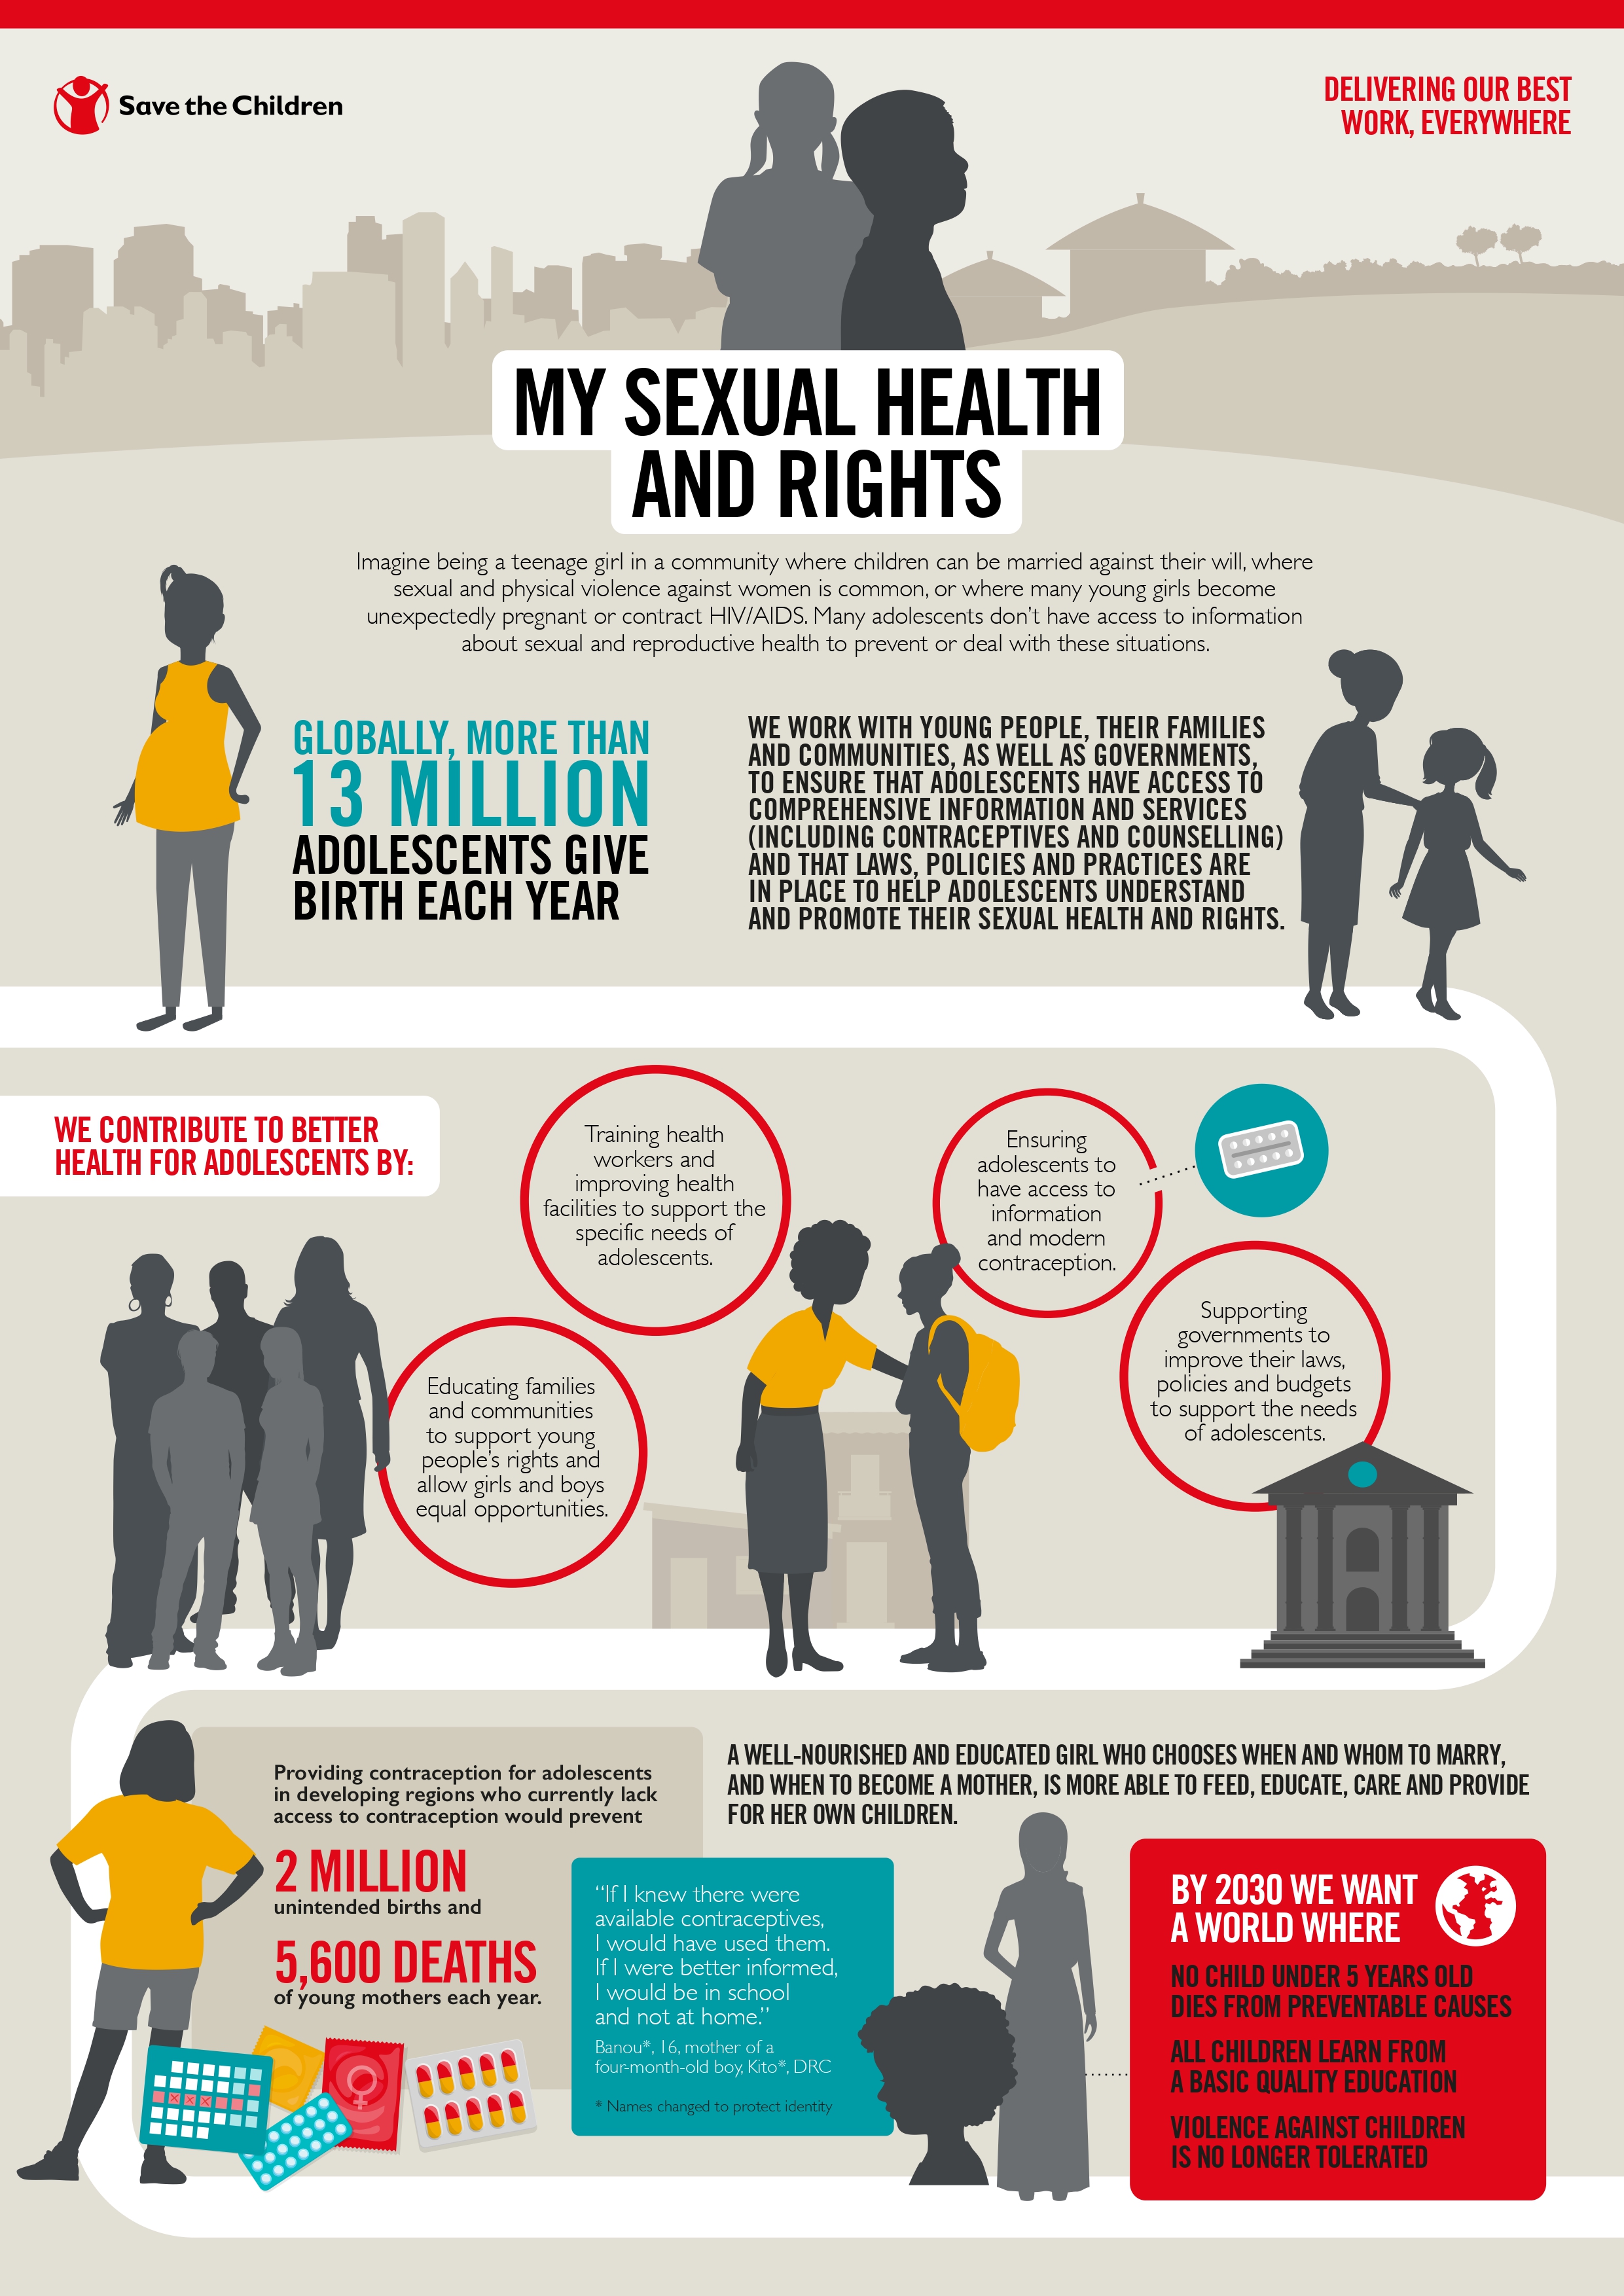 Save the Children
DELIVERING OUR BEST
WORK, EVERYWHERE
MY SEXUAL HEALTH
AND RIGHTS
Imagine being a teenage girl in a community where children can be married against their will, where
sexual and physical violence against women is common, or where many young girls become
unexpectedly pregnant or contract HIV/AIDS. Many adolescents don't have access to information
about sexual and reproductive health to prevent or deal with these situations.
GLOBALLY, MORE THAN
13 MILLION
ADOLESCENTS GIVE
BIRTH EACH YEAR
WE WORK WITH YOUNG PEOPLE, THEIR FAMILIES
AND COMMUNITIES, AS WELL AS GOVERNMENTS,
TO ENSURE THAT ADOLESCENTS HAVE ACCESS TO
COMPREHENSIVE INFORMATION AND SERVICES
(INCLUDING CONTRACEPTIVES AND COUNSELLING)
AND THAT LAWS, POLICIES AND PRACTICES ARE
IN PLACE TO HELP ADOLESCENTS UNDERSTAND
AND PROMOTE THEIR SEXUAL HEALTH AND RIGHTS.
WE CONTRIBUTE TO BETTER
HEALTH FOR ADOLESCENTS BY:
Training health
workers and
improving health
facilities to support the
specific needs of
adolescents.
Ensuring
adolescents to
have access to
information
and modern
contraception.
Educating families
and communities
to support young
people's rights and
allow girls and boys
equal opportunities.
Supporting
governments to
improve their laws,
policies and budgets
to support the needs
of adolescents.
Providing contraception for adolescents
in developing regions who currently lack
access to contraception would prevent
2 MILLION
unintended births and
5,600 DEATHS
of young mothers each year.
A WELL-NOURISHED AND EDUCATED GIRL WHO CHOOSES WHEN AND WHOM TO MARRY,
AND WHEN TO BECOME A MOTHER, IS MORE ABLE TO FEED, EDUCATE, CARE AND PROVIDE
FOR HER OWN CHILDREN.
"If I knew there were
available contraceptives,
I would have used them.
If I were better informed,
I would be in school
and not at home."
Banou*, 16, mother of a
four-month-old boy, Kito*, DRC
* Names changed to protect identity
BY 2030 WE WANT
A WORLD WHERE
NO CHILD UNDER 5 YEARS OLD
DIES FROM PREVENTABLE CAUSES
ALL CHILDREN LEARN FROM
A BASIC QUALITY EDUCATION
VIOLENCE AGAINST CHILDREN
IS NO LONGER TOLERATED